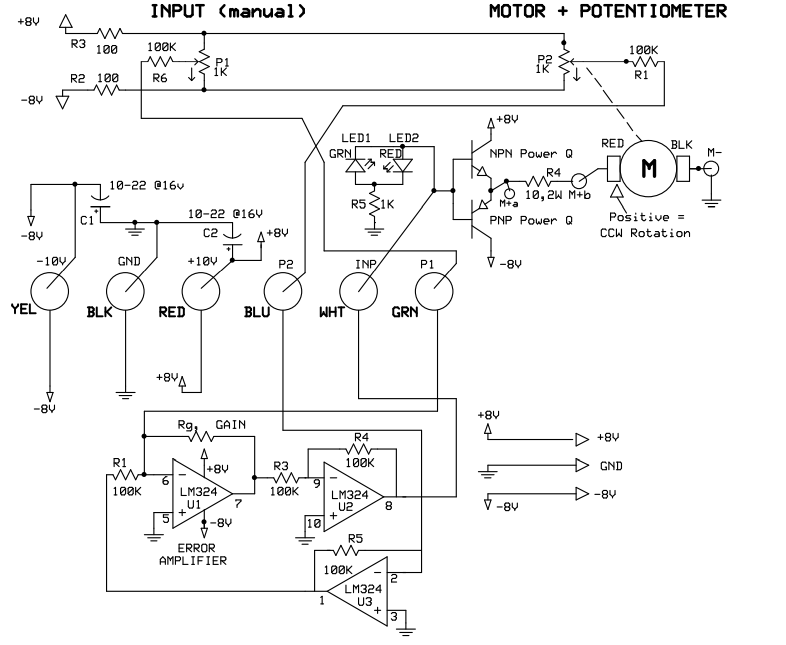 INPUT (manual)
MOTOR + POTENTIOMETER
+8V
R3
100
100K
R6
P1
1K
P2
1K
100K
R1
R2
100
-8V
LED1
LED2
GRN
RED
R5
1K
+8V
NPN Power Q
PNP Power Q
-8V
M+a
R4
10,2W
M+b
RED
M
BLK
M-
Positive =
CCW Rotation
10-22 @16v
C1
+
-8V
10-22 @16V
C2
+
+8V
-10V
GND
+10V
P2
INP
P1
YEL
BLK
RED
BLU
WHT
GRN
+8V
-8V
Rg, GAIN
R1
100K
6
-
+8V
LM324
U1
7
5
+
-8V
ERROR
AMPLIFIER
R3
100K
R4
100K
9
-
LM324
U2
8
10
+
R5
100K
-
2
LM324
U3
1
+
3
+8V
+8V
GND
-8V
-8V